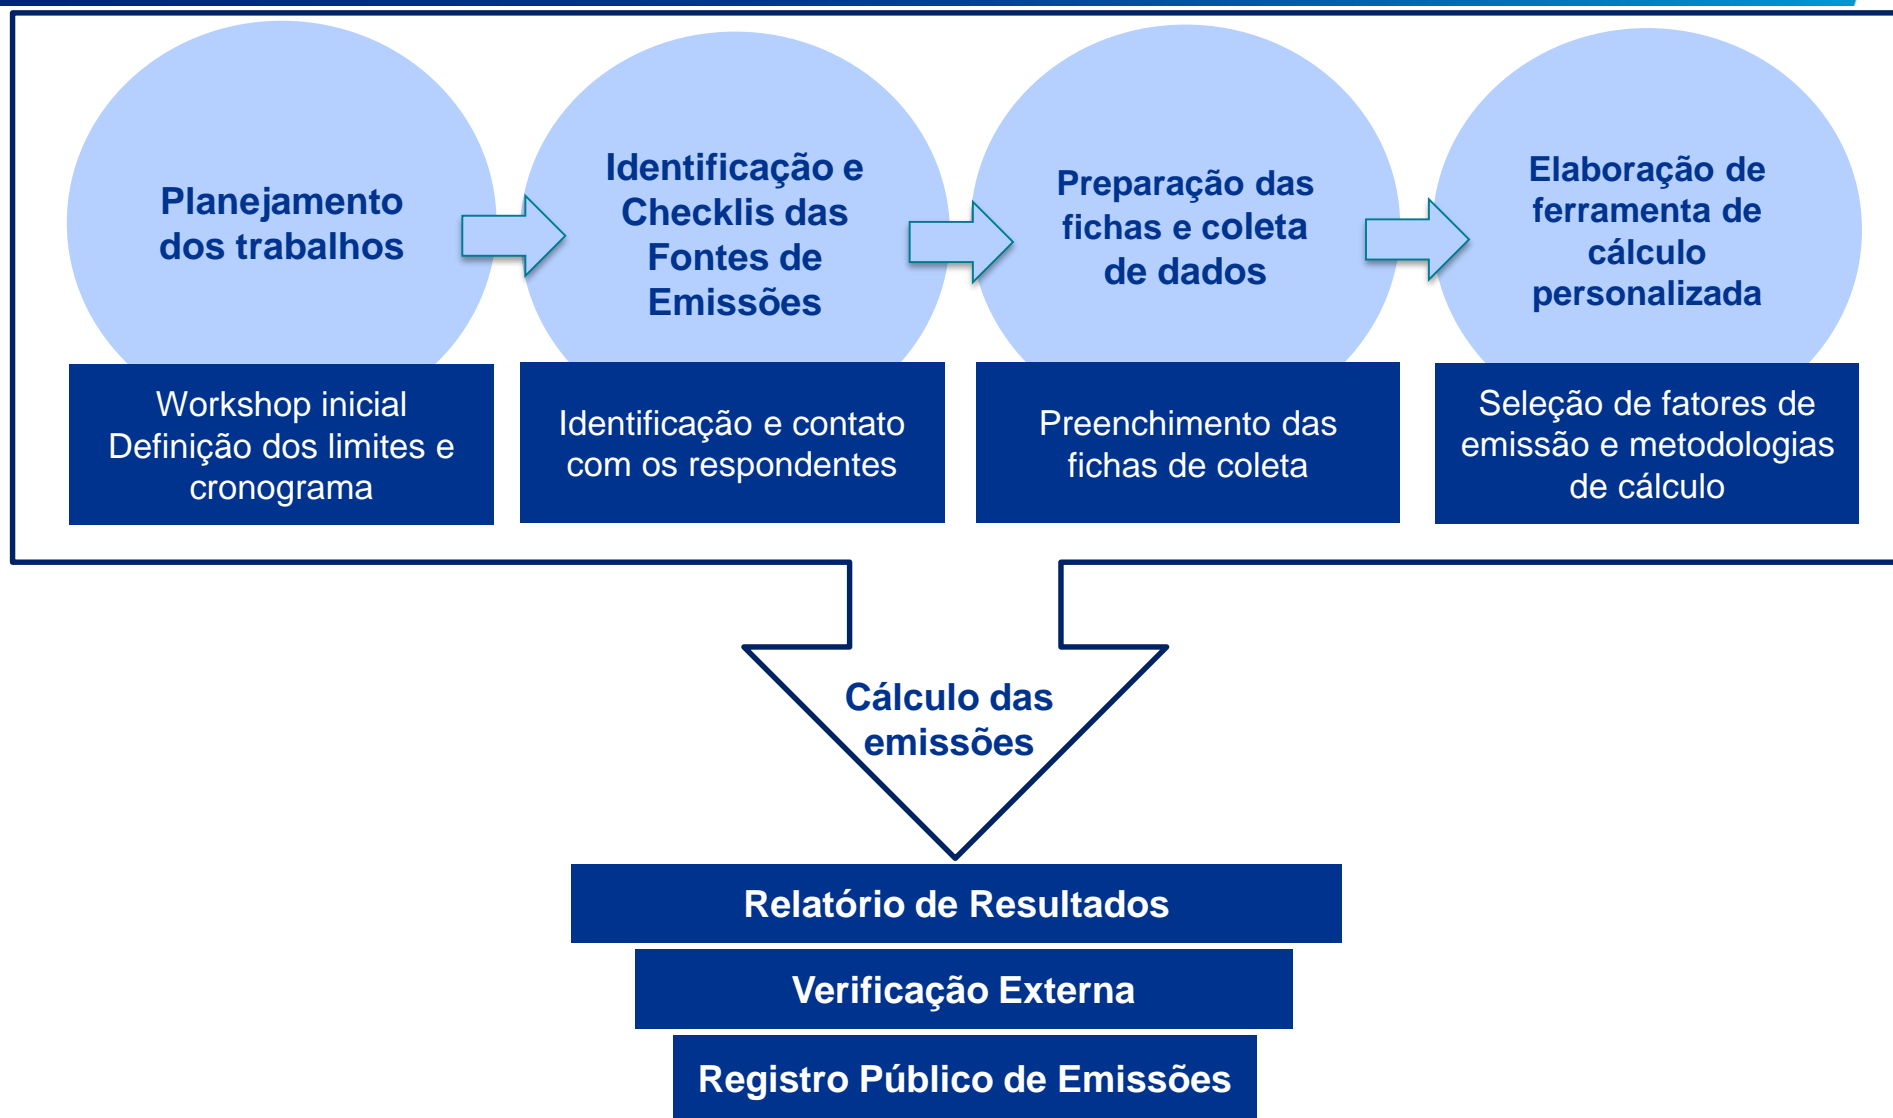 Planejamento
dos trabalhos
Identificação e
Checklis das
Fontes de
Emissões
Preparação das
fichas e coleta
de dados
Elaboração de
ferramenta de
cálculo
personalizada
Workshop inicial
Definição dos limites e
cronograma
Identificação e contato
com os respondentes
Preenchimento das
fichas de coleta
Seleção de fatores de
emissão e metodologias
de cálculo
Cálculo das
emissões
Relatório de Resultados
Verificação Externa
Registro Público de Emissões